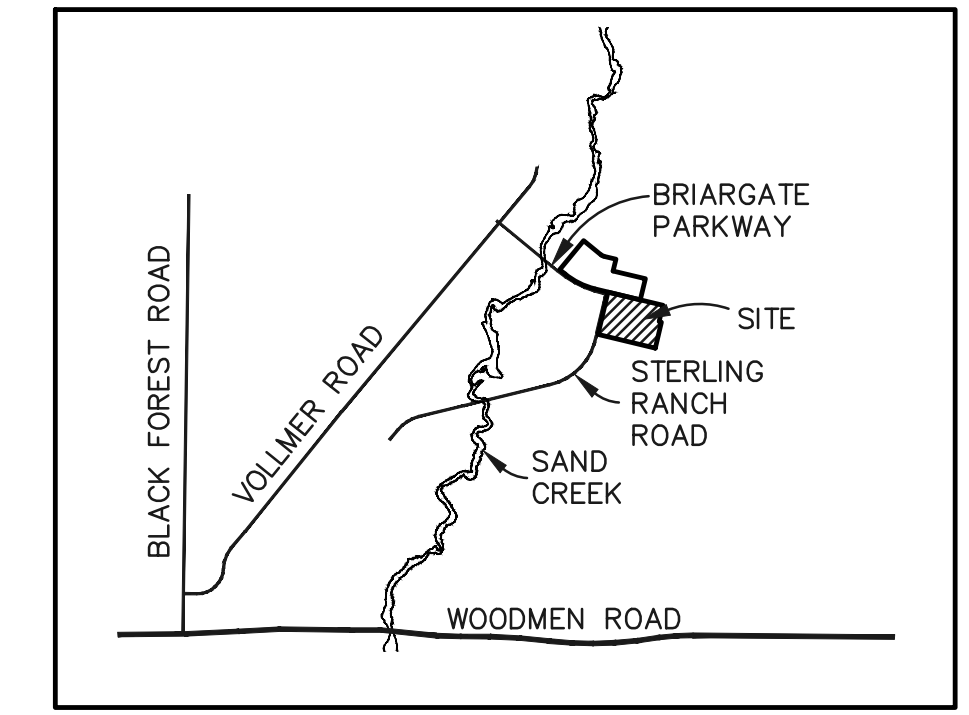 BRIARGATE
PARKWAY
BLACK FOREST ROAD
VOLLMER ROAD
SITE
STERLING
RANCH
ROAD
SAND
CREEK
WOODMEN ROAD